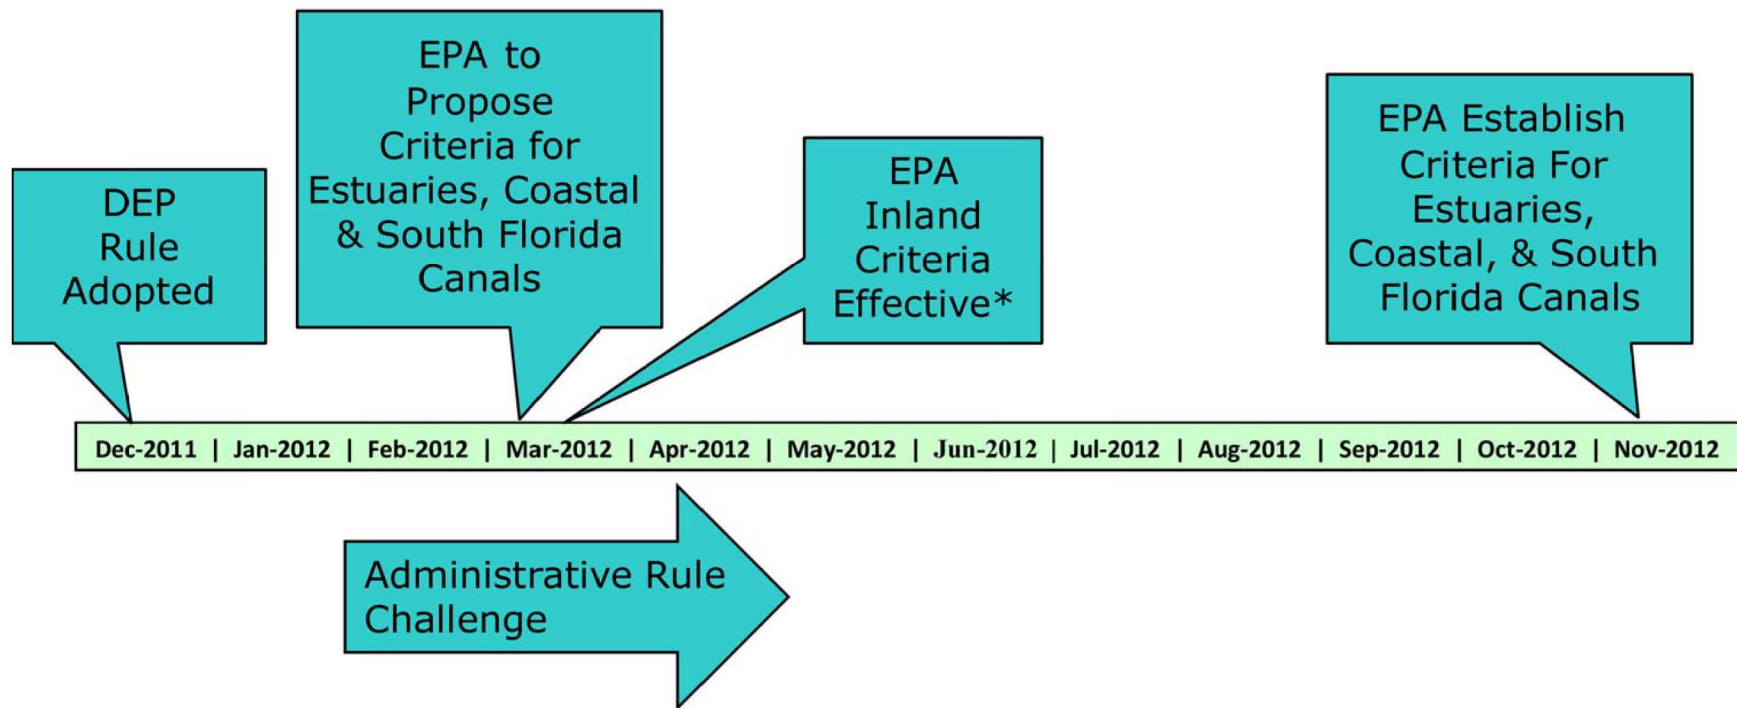 DEP
Rule
Adopted
EPA to
Propose
Criteria for
Estuaries, Coastal
& South Florida
Canals
EPA
Inland
Criteria
Effective*
EPA Establish
Criteria For
Estuaries,
Coastal, & South
Florida Canals
Dec-2011 | Jan-2012 | Feb-2012 | Mar-2012 | Apr-2012 | May-2012 | Jun-2012 | Jul-2012 | Aug-2012 | Sep-2012 | Oct-2012 | Nov-2012
Administrative Rule
Challenge